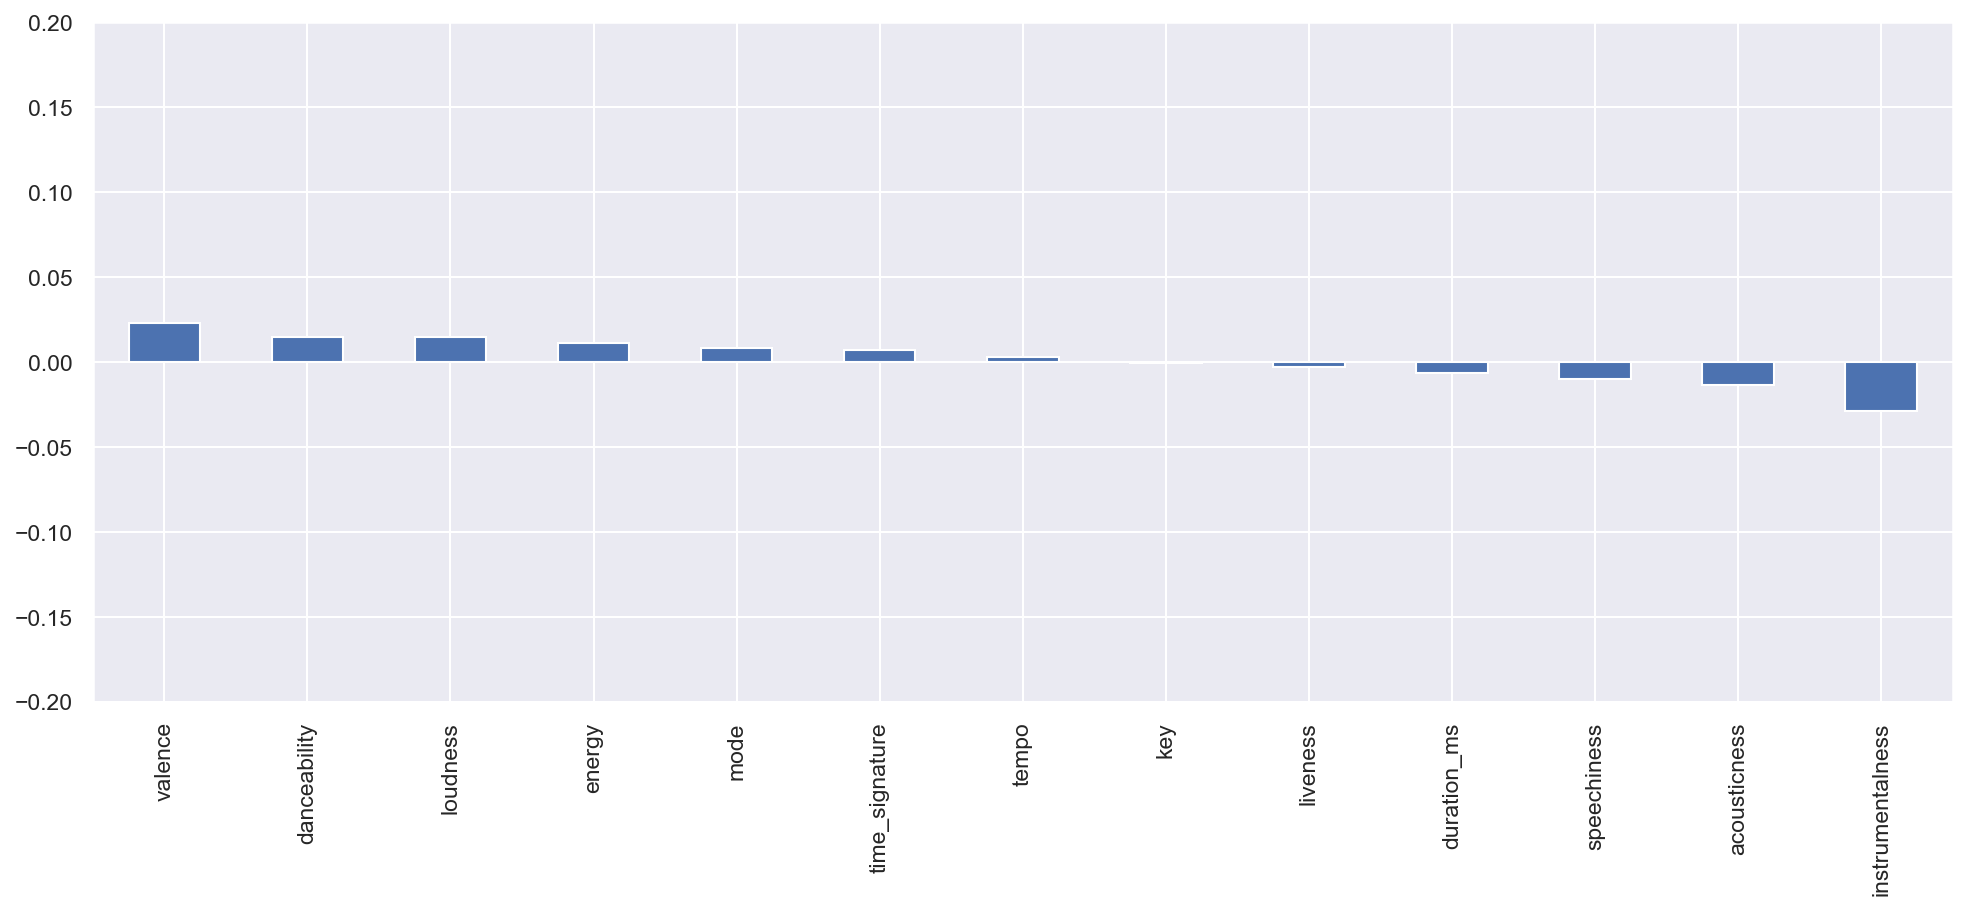 0.20
0.15
0.10
0.05
0.00
−0.05
−0.10
−0.15
−0.20
valence
danceability
loudness
energy
mode
time_signature
tempo
key
liveness
duration_ms
speechiness
acousticness
instrumentalness